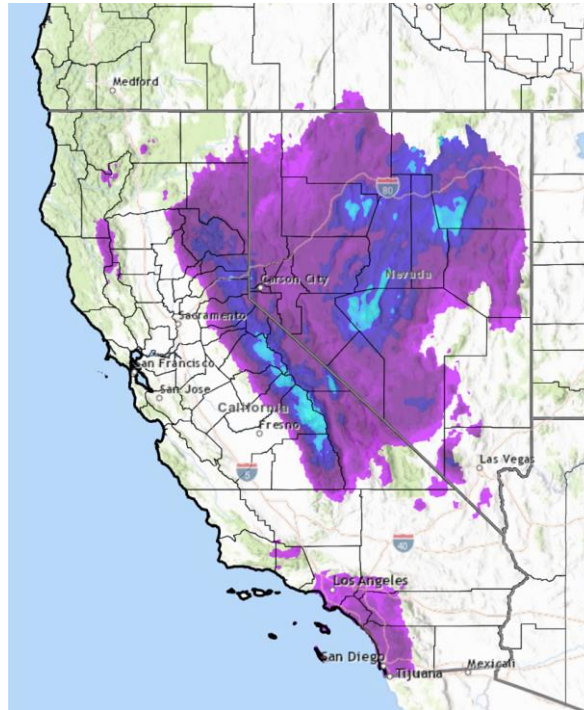 Medford
80
Carson City
Nevada
Sacramento
San Francisco
San Jose
California
Fresno
5
Las Vegas
40
Los Angeles
San Diego
Mexicali
Tijuana